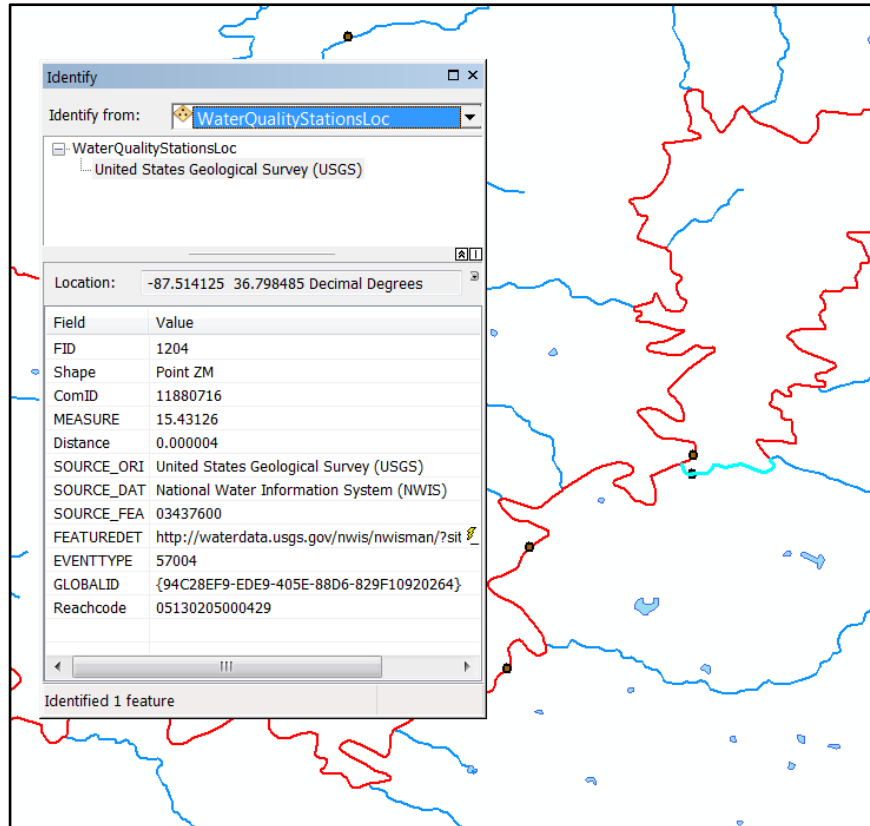 Identify
Identify from: WaterQualityStationsLoc
WaterQualityStationsLoc
United States Geological Survey (USGS)
Location: -87.514125 36.798485 Decimal Degrees
Field Value
FID 1204
Shape Point ZM
ComID 11880716
MEASURE 15.43126
Distance 0.000004
SOURCE_ORI United States Geological Survey (USGS)
SOURCE_DAT National Water Information System (NWIS)
SOURCE_FEA 03437600
FEATUREDET http://waterdata.usgs.gov/nwis/nwisman/?sit
EVENTTYPE 57004
GLOBALID {94C28EF9-EDE9-405E-88D6-829F10920264}
Reachcode 05130205000429
Identified 1 feature